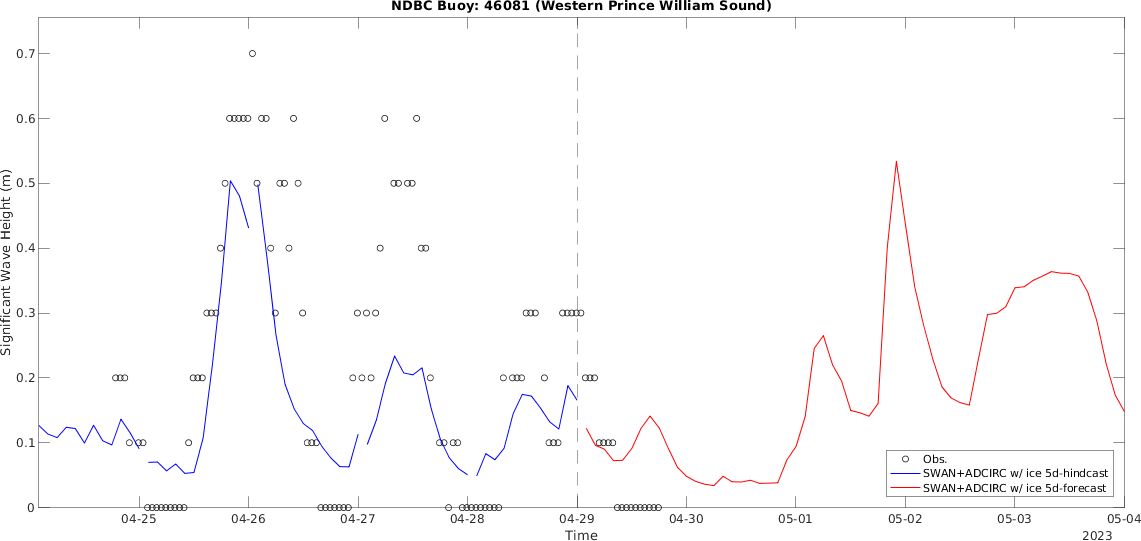 NDBC Buoy: 46081 (Western Prince William Sound)
0.7
0.6
0.5
0.4
0.3
0.2
0.1
0
Significant Wave Height (m)
Obs.
SWAN+ADCIRC w/ ice 5d-hindcast
SWAN+ADCIRC w/ ice 5d-forecast
04-25 04-26 04-27 04-28 04-29 04-30 05-01 05-02 05-03 05-04
Time
2023